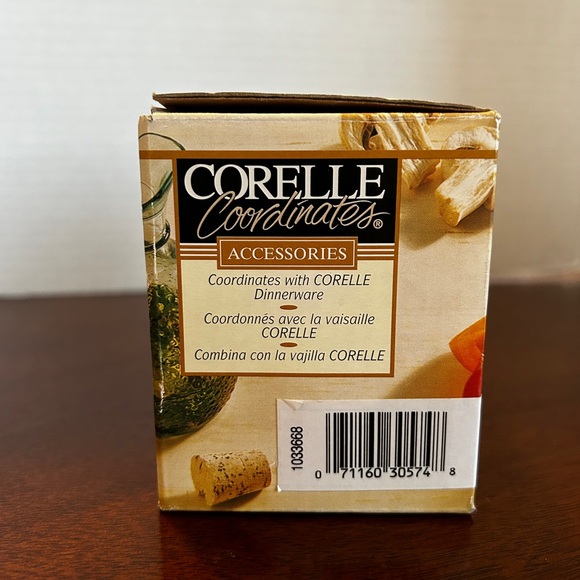 CORELLE
Coordinates®
ACCESSORIES
Coordinates with CORELLE
Dinnerware
Coordonnés avec la vaisaille
CORELLE
Combina con la vajilla CORELLE
1033668
0 71160 30574 8